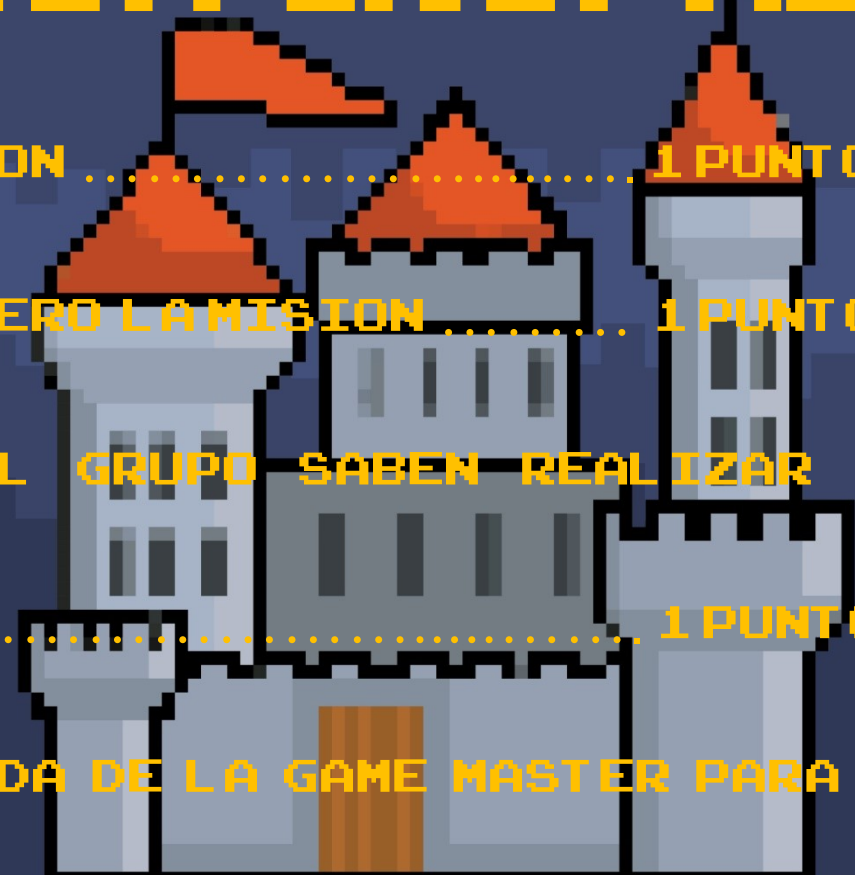 ON .......................................... 1 PUNTO
ERO LA MISION .......... 1 PUNTO
L GRUPO SABEN REALIZAR
.................................. 1 PUNTO
DA DE LA GAME MASTER PARA